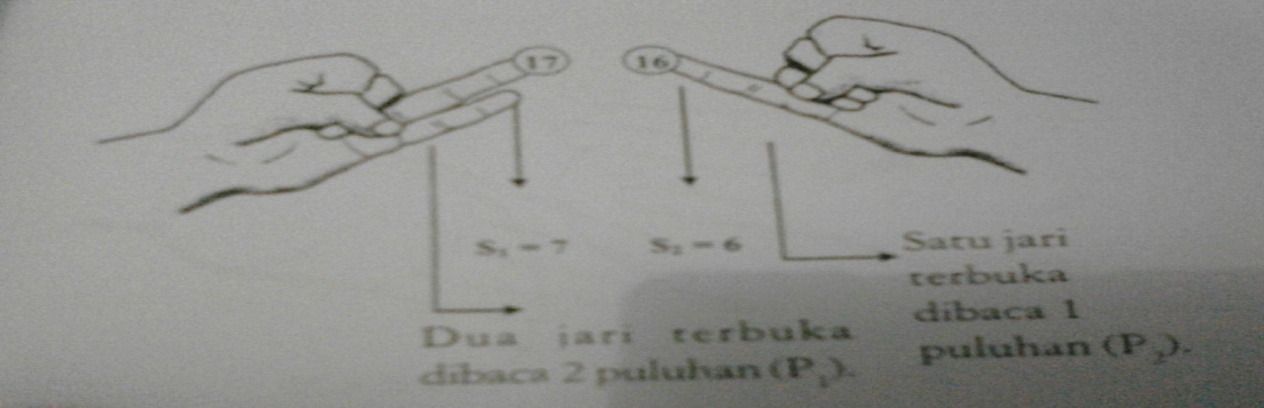 17
16
S₁ = 7
S₂ = 6
Satu jari
terbuka
dibaca 1
puluhan (P₂).
Dua jari terbuka
dibaca 2 puluhan (P₁).